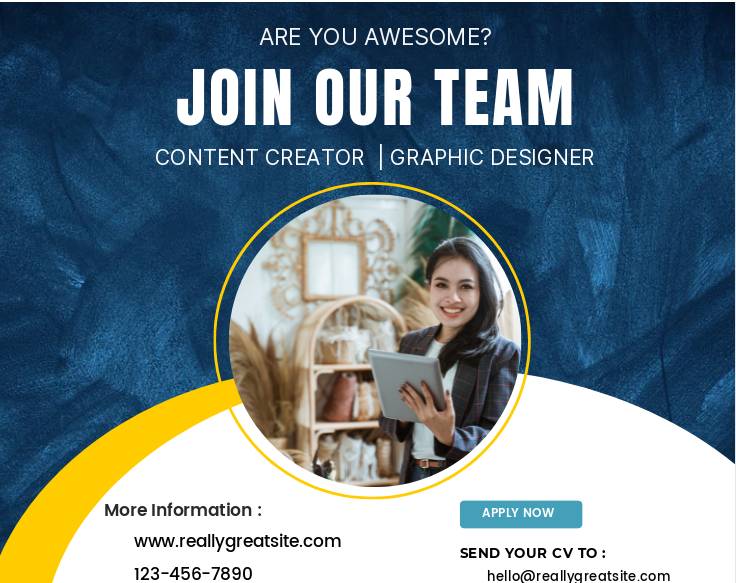 ARE YOU AWESOME?
JOIN OUR TEAM
CONTENT CREATOR | GRAPHIC DESIGNER
More Information :
www.reallygreatsite.com
123-456-7890
APPLY NOW
SEND YOUR CV TO :
hello@reallygreatsite.com